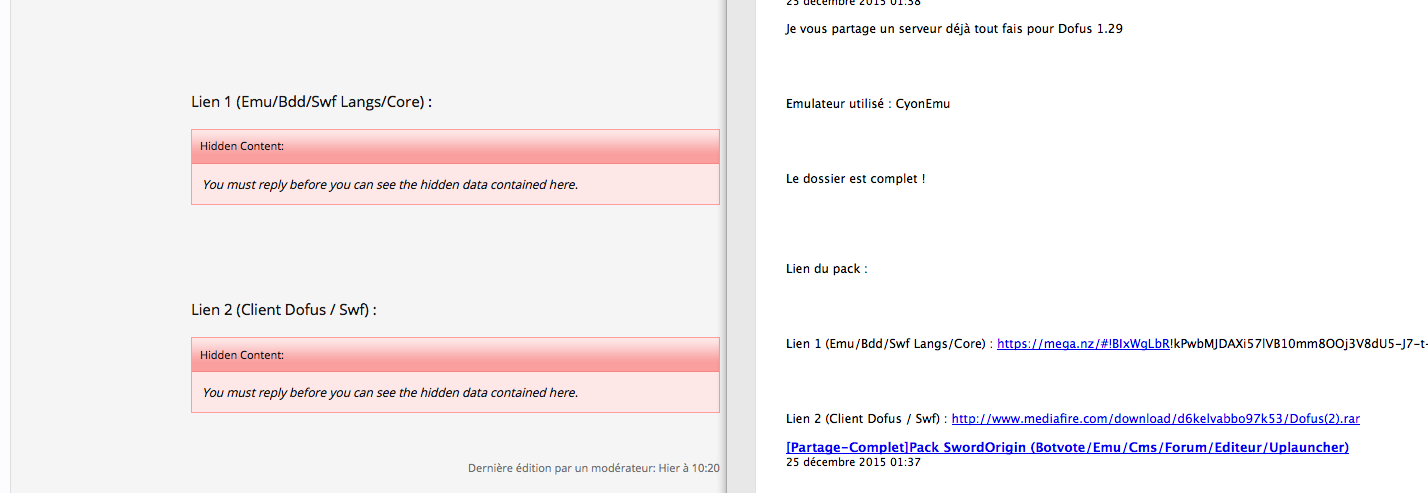 Lien 1 (Emu/Bdd/Swf Langs/Core) :
Hidden Content:
You must reply before you can see the hidden data contained here.
Lien 2 (Client Dofus / Swf) :
Hidden Content:
You must reply before you can see the hidden data contained here.
Dernière édition par un modérateur: Hier à 10:20
25 décembre 2015 01:38
Je vous partage un serveur déjà tout fais pour Dofus 1.29
Emulateur utilisé : CyonEmu
Le dossier est complet !
Lien du pack :
Lien 1 (Emu/Bdd/Swf Langs/Core) : https://mega.nz/#!BIxWqLbR!kPwbMJDAXi57lVB10mm8OOj3V8dU5-J7-t-
Lien 2 (Client Dofus / Swf) : http://www.mediafire.com/download/d6kelvabbo97k53/Dofus(2).rar
[Partage-Complet]Pack SwordOrigin (Botvote/Emu/Cms/Forum/Editeur/Uplauncher)
25 décembre 2015 01:37